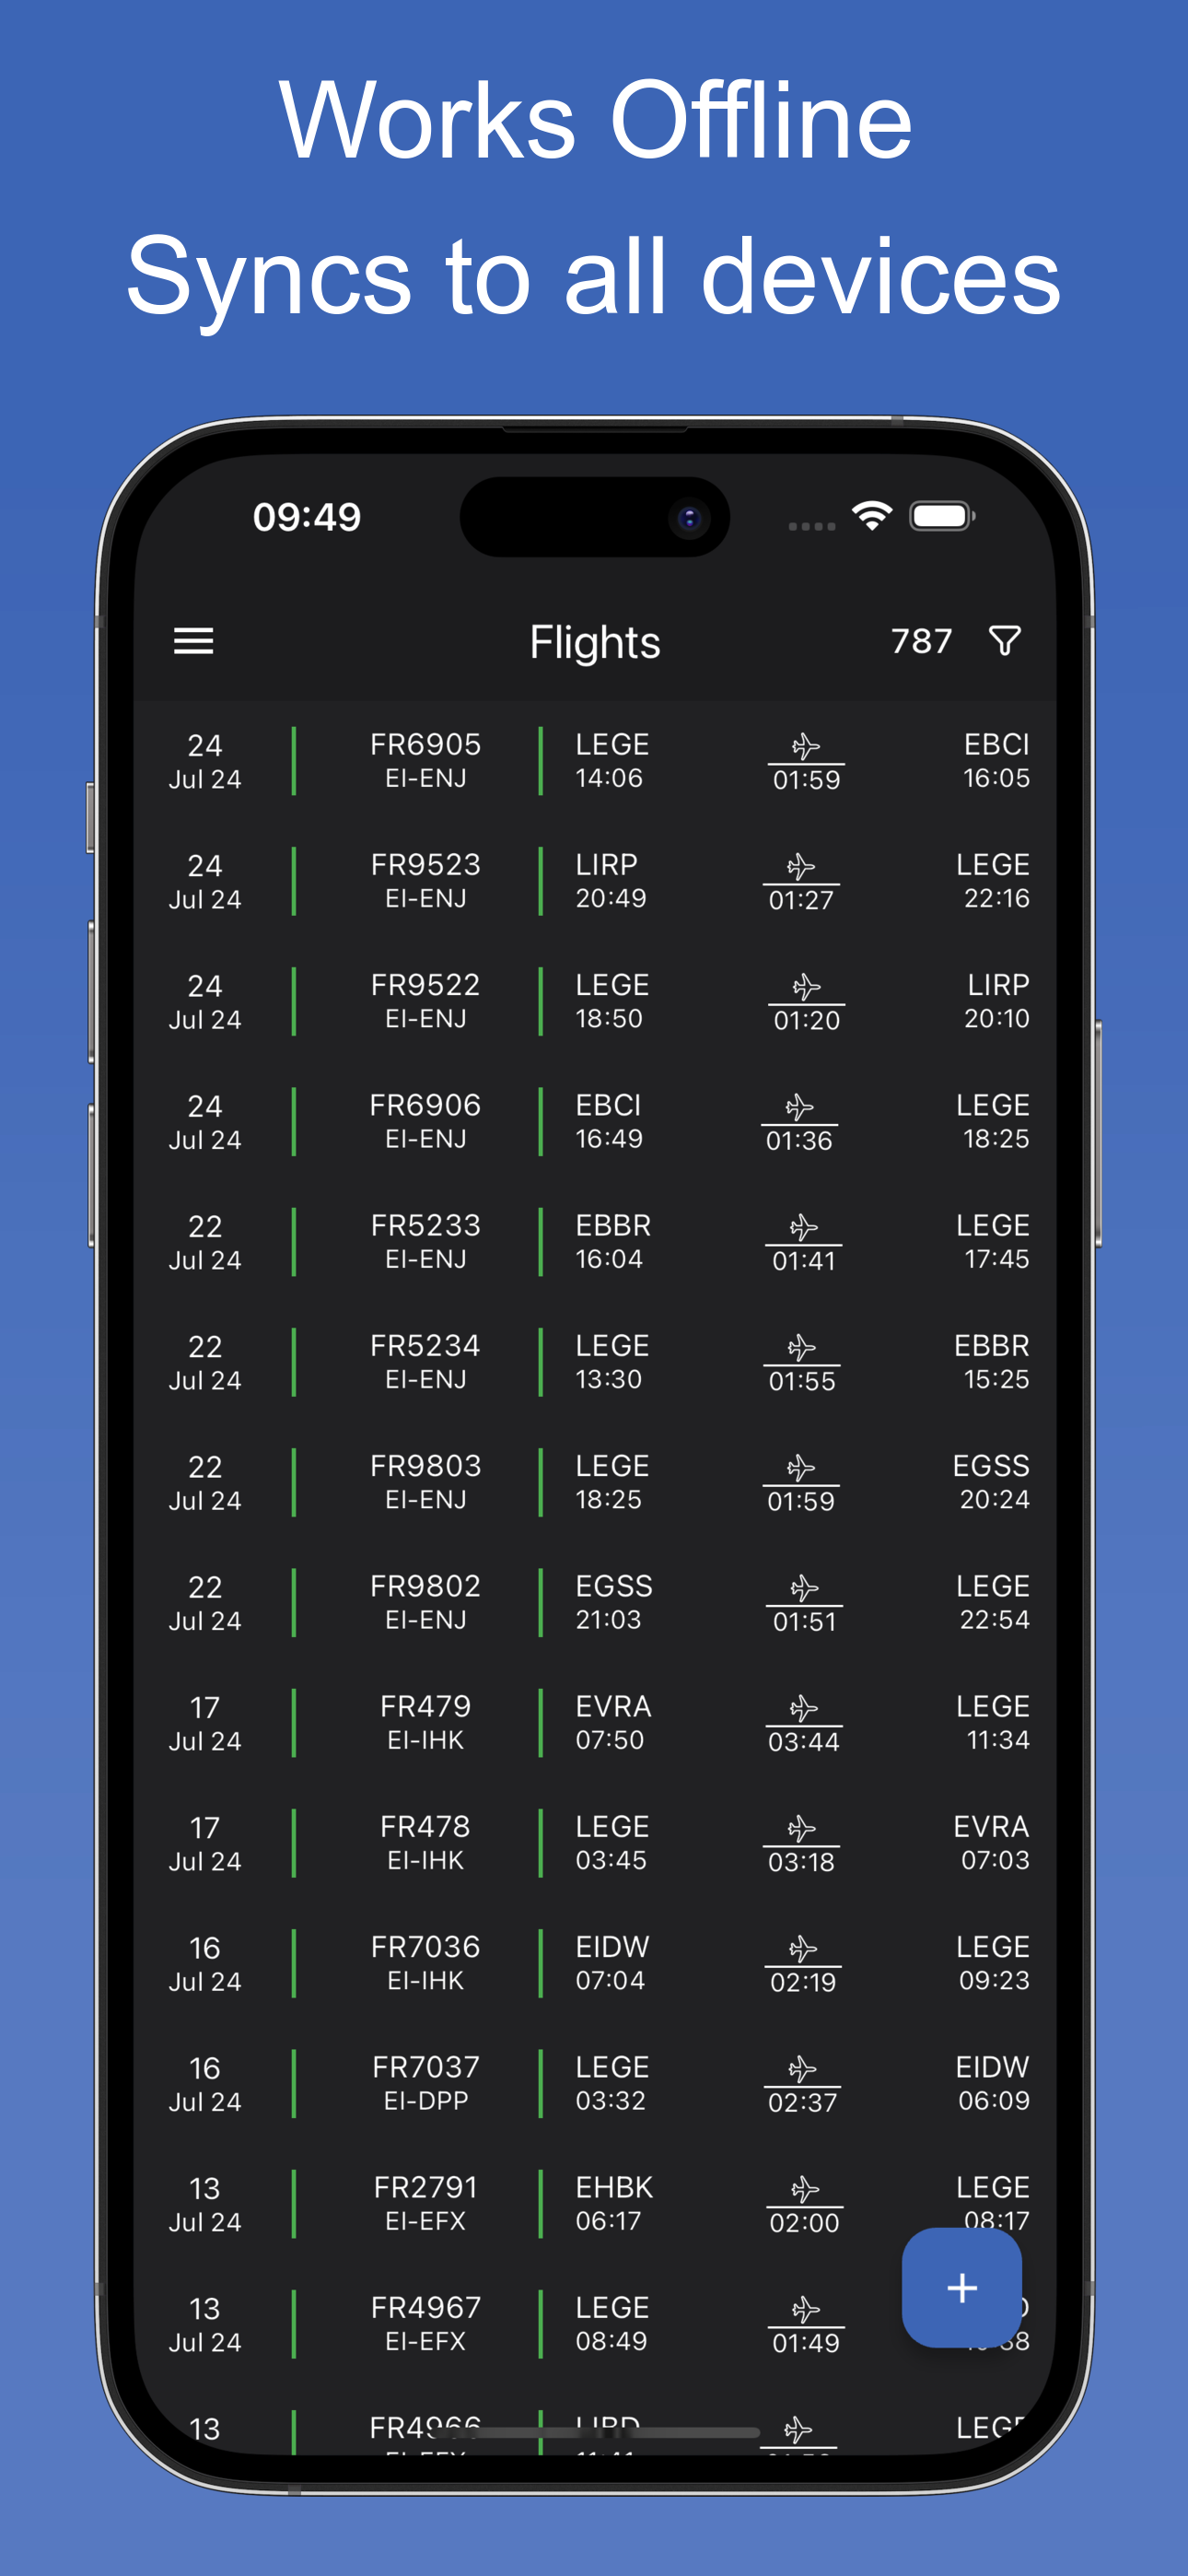 Works Offline
Syncs to all devices
09:49
Flights 787
24 FR6905 LEGE EBCI
Jul 24 EI-ENJ 14:06 01:59 16:05
24 FR9523 LIRP LEGE
Jul 24 EI-ENJ 20:49 01:27 22:16
24 FR9522 LEGE LIRP
Jul 24 EI-ENJ 18:50 01:20 20:10
24 FR6906 EBCI LEGE
Jul 24 EI-ENJ 16:49 01:36 18:25
22 FR5233 EBBR LEGE
Jul 24 EI-ENJ 16:04 01:41 17:45
22 FR5234 LEGE EBBR
Jul 24 EI-ENJ 13:30 01:55 15:25
22 FR9803 LEGE EGSS
Jul 24 EI-ENJ 18:25 01:59 20:24
22 FR9802 EGSS LEGE
Jul 24 EI-ENJ 21:03 01:51 22:54
17 FR479 EVRA LEGE
Jul 24 EI-IHK 07:50 03:44 11:34
17 FR478 LEGE EVRA
Jul 24 EI-IHK 03:45 03:18 07:03
16 FR7036 EIDW LEGE
Jul 24 EI-IHK 07:04 02:19 09:23
16 FR7037 LEGE EIDW
Jul 24 EI-DPP 03:32 02:37 06:09
13 FR2791 EHBK LEGE
Jul 24 EI-EFX 06:17 02:00 08:17
13 FR4967 LEGE
Jul 24 EI-EFX 08:49 01:49
+
13 FR4966 LEGE